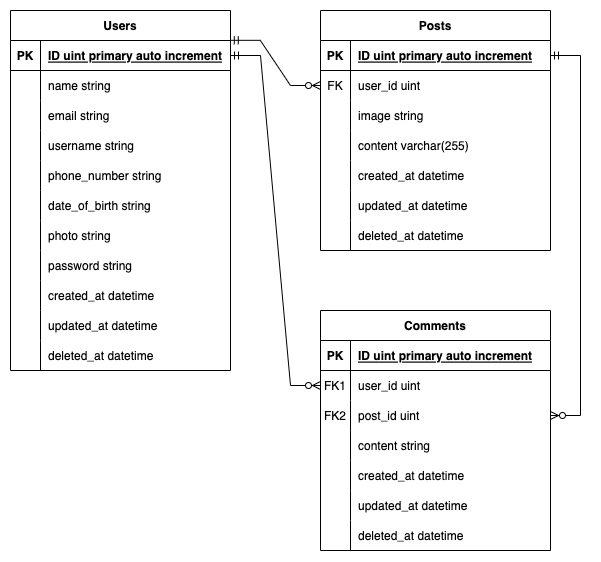 Users
PK ID uint primary auto increment
name string
email string
username string
phone_number string
date_of_birth string
photo string
password string
created_at datetime
updated_at datetime
deleted_at datetime
Posts
PK ID uint primary auto increment
FK user_id uint
image string
content varchar(255)
created_at datetime
updated_at datetime
deleted_at datetime
Comments
PK ID uint primary auto increment
FK1 user_id uint
FK2 post_id uint
content string
created_at datetime
updated_at datetime
deleted_at datetime